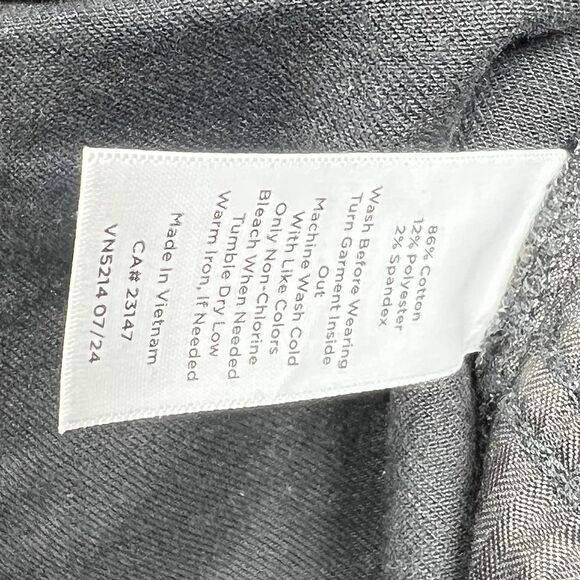 86% Cotton
12% polyester
2% Spandex
Wash Before Wearing
Turn Garment Inside
Out
Machine Wash Cold
With Like Colors
Only Non-Chlorine
Bleach When Needed
Tumble Dry Low
Warm Iron, If Needed
Made In Vietnam
CA# 23147
VN5214 07/24